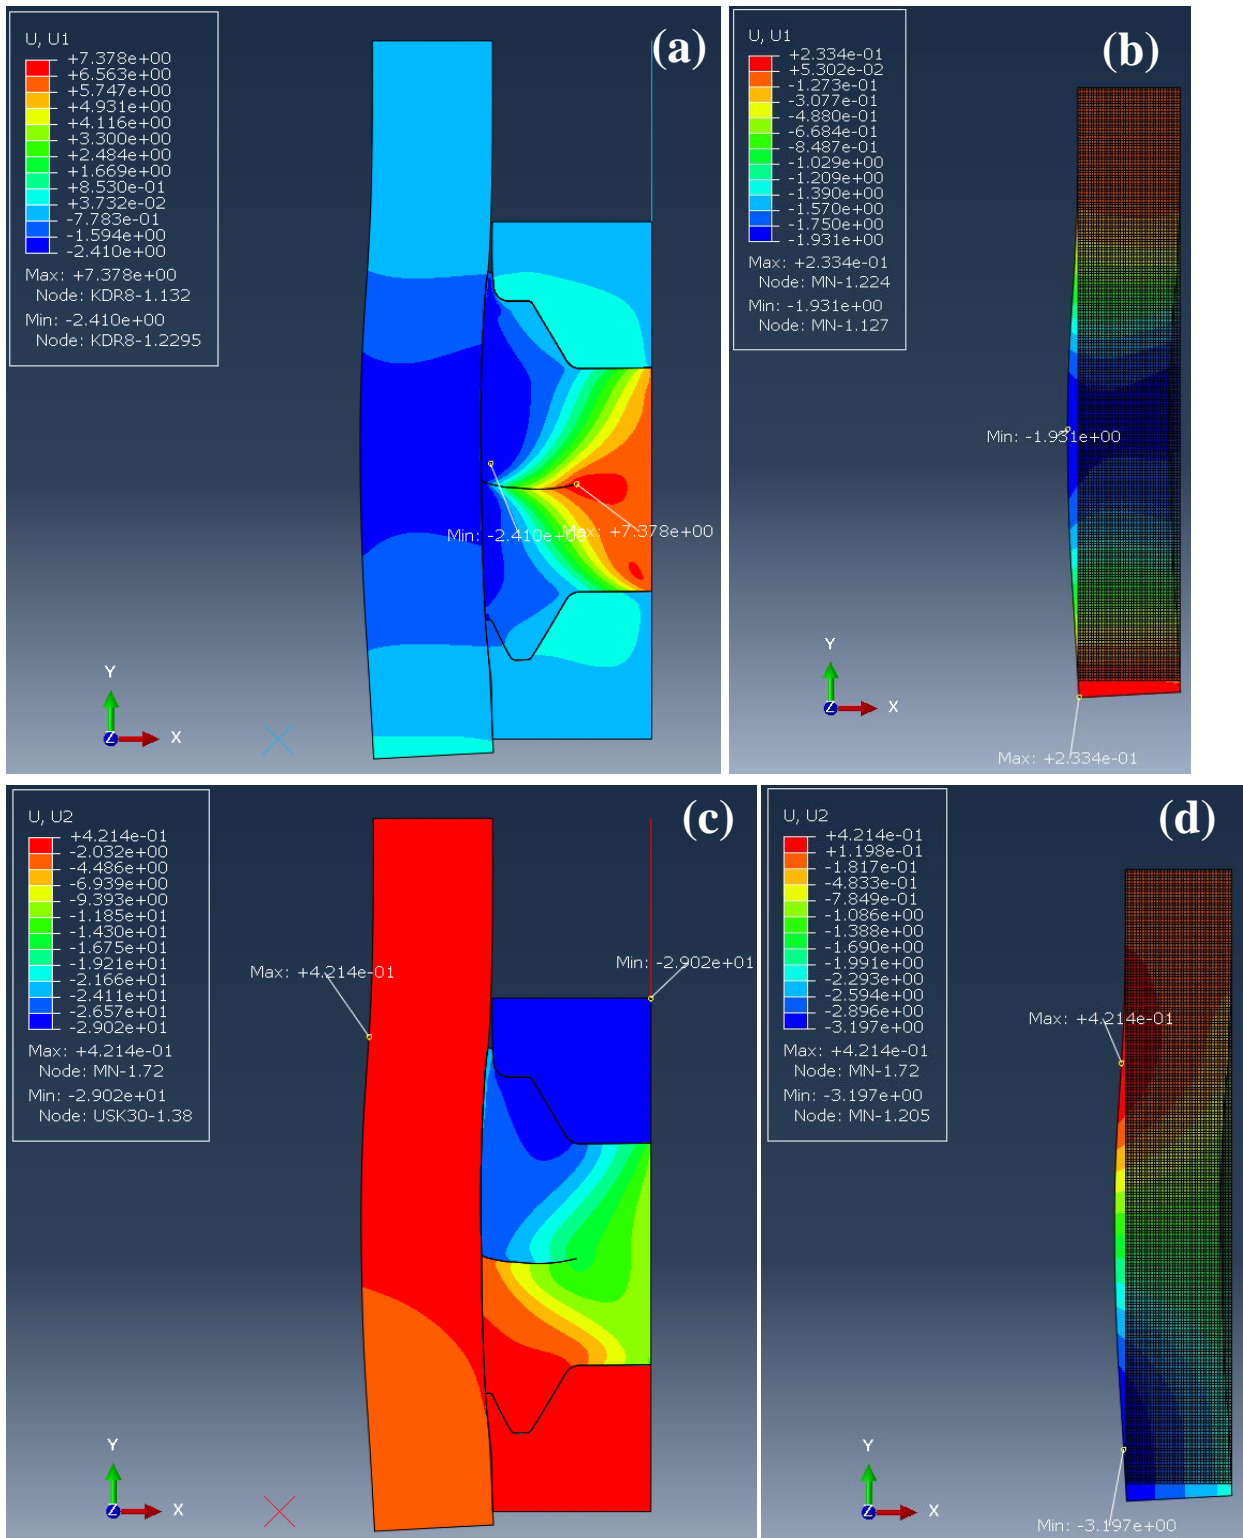 (a)
U, U1
+7.378e+00
+6.563e+00
+5.747e+00
+4.931e+00
+4.116e+00
+3.300e+00
+2.484e+00
+1.669e+00
+8.530e-01
+3.732e-02
-7.783e-01
-1.594e+00
-2.410e+00
Max: +7.378e+00
Node: KDR8-1.132
Min: -2.410e+00
Node: KDR8-1.2295
Min: -2.410e+00
Max: +7.378e+00
Y
Z
X
(b)
U, U1
+2.334e-01
+5.302e-02
-1.273e-01
-3.077e-01
-4.880e-01
-6.684e-01
-8.487e-01
-1.029e+00
-1.209e+00
-1.390e+00
-1.570e+00
-1.750e+00
-1.931e+00
Max: +2.334e-01
Node: MN-1.224
Min: -1.931e+00
Node: MN-1.127
Min: -1.931e+00
Y
Z
X
Max: +2.334e-01
(c)
U, U2
+4.214e-01
-2.032e+00
-4.486e+00
-6.939e+00
-9.393e+00
-1.185e+01
-1.430e+01
-1.675e+01
-1.921e+01
-2.166e+01
-2.411e+01
-2.657e+01
-2.902e+01
Max: +4.214e-01
Node: MN-1.72
Min: -2.902e+01
Node: USK30-1.38
Min: -2.902e+01
Max: +4.214e-01
Y
Z
X
(d)
U, U2
+4.214e-01
+1.198e-01
-1.817e-01
-4.833e-01
-7.849e-01
-1.086e+00
-1.388e+00
-1.690e+00
-1.991e+00
-2.293e+00
-2.594e+00
-2.896e+00
-3.197e+00
Max: +4.214e-01
Node: MN-1.72
Min: -3.197e+00
Node: MN-1.205
Max: +4.214e-01
Y
Z
X
Min: -3.197e+00